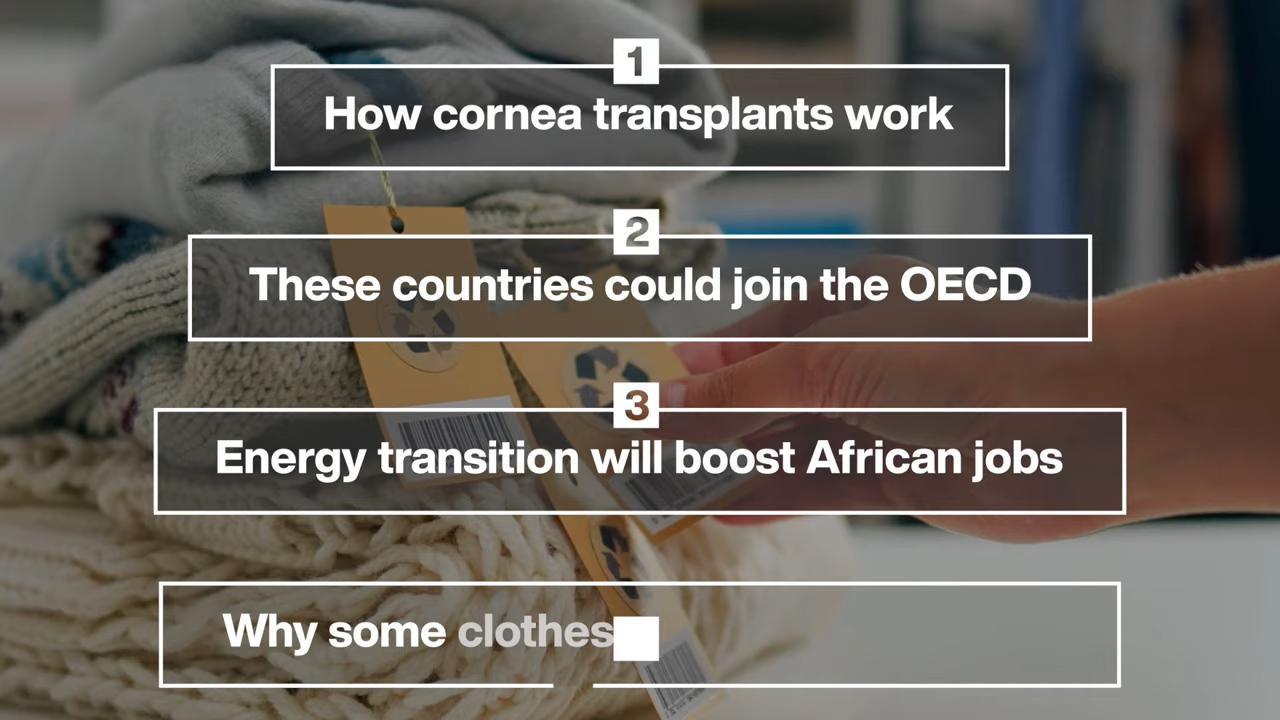 1
How cornea transplants work
2
These countries could join the OECD
3
Energy transition will boost African jobs
Why some clothes